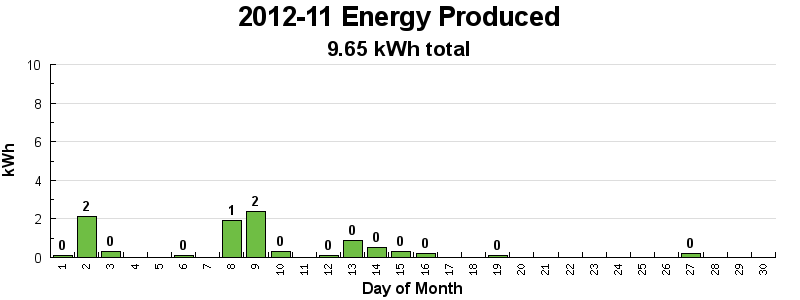 2012-11 Energy Produced
9.65 kWh total
kWh
10
8
6
4
2
0
0 2 0 0 1 2 0 0 0 0 0 0 0 0
1 2 3 4 5 6 7 8 9 10 11 12 13 14 15 16 17 18 19 20 21 22 23 24 25 26 27 28 29 30
Day of Month